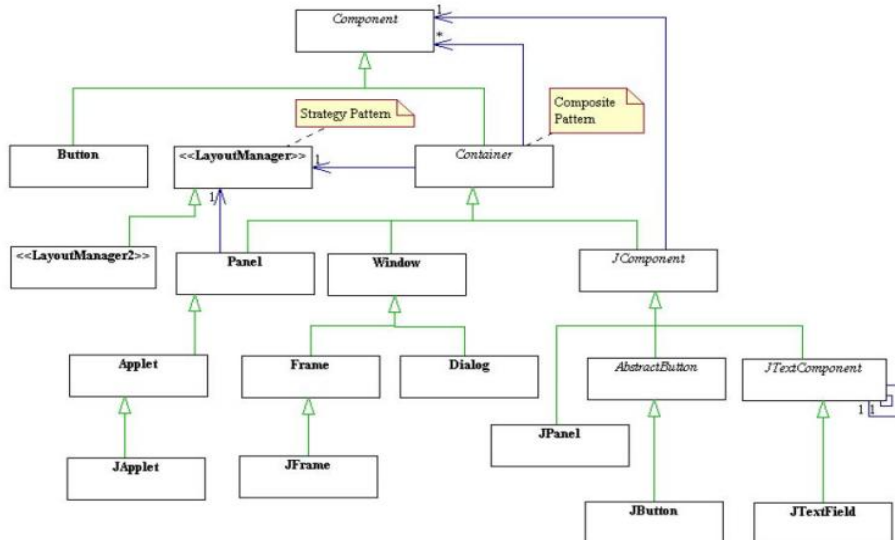 Component
1
*
Strategy Pattern
Composite
Pattern
Button
<<LayoutManager>>
1
Container
1
<<LayoutManager2>>
Panel
Window
JComponent
Applet
Frame
Dialog
AbstractButton
JTextComponent
1 1
JApplet
JFrame
JPanel
JButton
JTextField